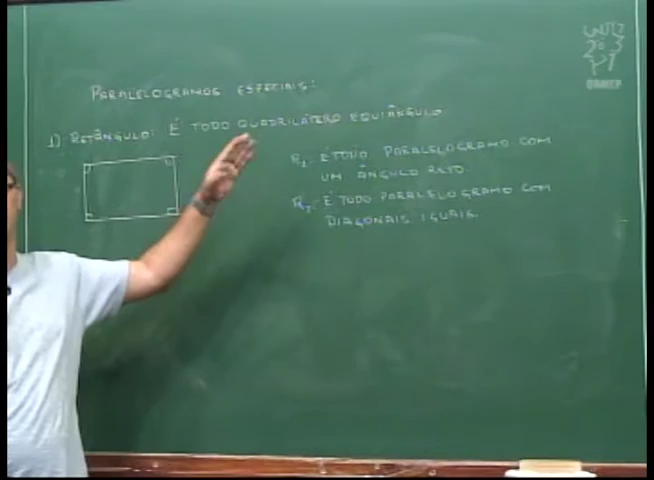 PARALELOGRAMOS ESPECIAIS:
1) RETÂNGULO: É TODO QUADRILÁTERO EQUIÂNGULO
R1: É TODO PARALELOGRAMO COM
UM ÂNGULO RETO.
R2: É TODO PARALELOGRAMO COM
DIAGONAIS IGUAIS.
OBMEP